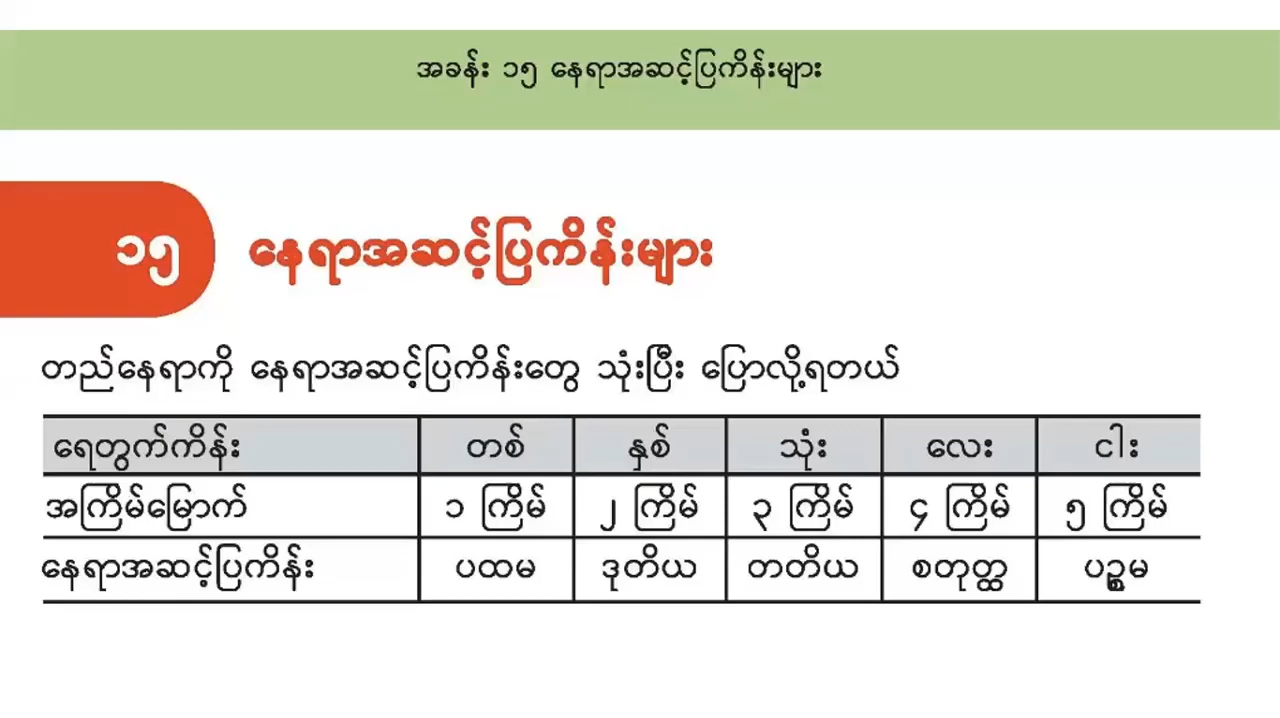 အခန်း ၁၅ နေရာအဆင့်ပြကိန်းများ
၁၅ နေရာအဆင့်ပြကိန်းများ
တည်နေရာကို နေရာအဆင့်ပြကိန်းတွေ သုံးပြီး ပြောလို့ရတယ်
ရေတွက်ကိန်း တစ် နှစ် သုံး လေး ငါး
အကြိမ်မြောက် ၁ ကြိမ် ၂ ကြိမ် ၃ ကြိမ် ၄ ကြိမ် ၅ ကြိမ်
နေရာအဆင့်ပြကိန်း ပထမ ဒုတိယ တတိယ စတုတ္ထ ပဉ္စမ